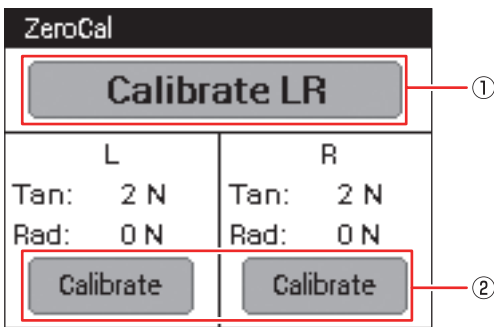 ZeroCal
Calibrate LR
①
L R
Tan: 2 N Tan: 2 N
Rad: 0 N Rad: 0 N
Calibrate Calibrate
②